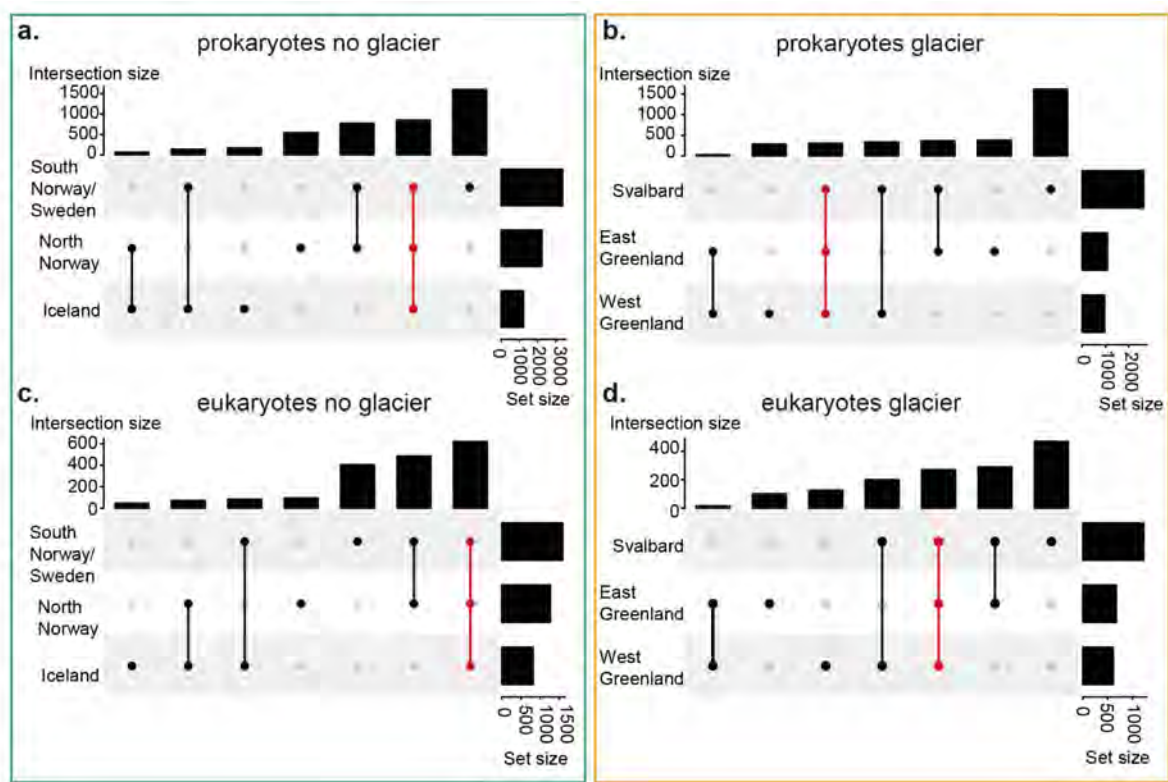 a.
prokaryotes no glacier
Intersection size
1500
1000
500
0
South
Norway/
Sweden
North
Norway
Iceland
0
1000
2000
3000
Set size
b.
prokaryotes glacier
Intersection size
1500
1000
500
0
Svalbard
East
Greenland
West
Greenland
0
1000
2000
Set size
c.
eukaryotes no glacier
Intersection size
600
400
200
0
South
Norway/
Sweden
North
Norway
Iceland
0
500
1000
1500
Set size
d.
eukaryotes glacier
Intersection size
400
200
0
Svalbard
East
Greenland
West
Greenland
0
500
1000
Set size